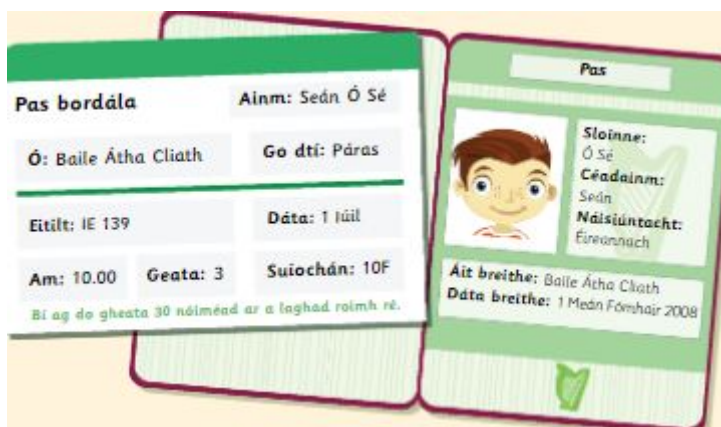 Pas bordála
Ainm: Seán Ó Sé
Ó: Baile Átha Cliath
Go dtí: Páras
Eitilt: IE 139
Dáta: 1 Iúil
Am: 10.00
Geata: 3
Suíochán: 10F
Bí ag do gheata 30 nóiméad ar a laghad roimh ré.
Pas
Sloinne:
Ó Sé
Céadainm:
Seán
Náisiúntacht:
Éireannach
Áit breithe: Baile Átha Cliath
Dáta breithe: 1 Meán Fómhair 2008